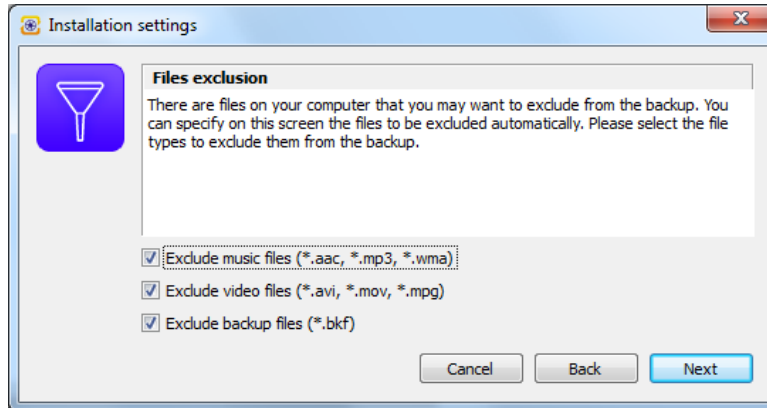 Installation settings
Files exclusion
There are files on your computer that you may want to exclude from the backup. You
can specify on this screen the files to be excluded automatically. Please select the file
types to exclude them from the backup.
Exclude music files (*.aac, *.mp3, *.wma)
Exclude video files (*.avi, *.mov, *.mpg)
Exclude backup files (*.bkf)
Cancel Back Next